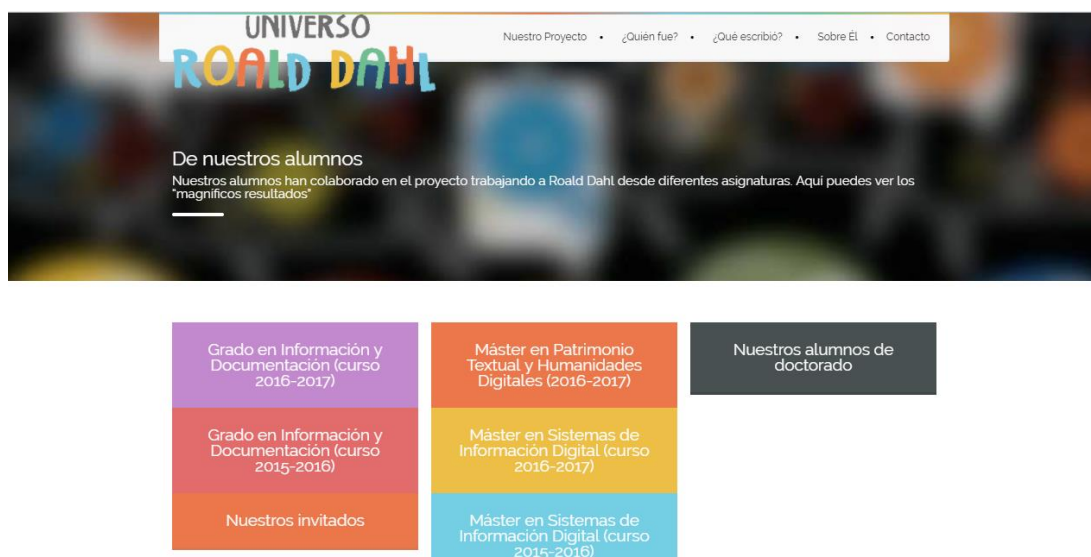 UNIVERSO
ROALD DAHL
Nuestro Proyecto • ¿Quién fue? • ¿Qué escribió? • Sobre Él • Contacto
De nuestros alumnos
Nuestros alumnos han colaborado en el proyecto trabajando a Roald Dahl desde diferentes asignaturas. Aquí puedes ver los
"magníficos resultados"
Grado en Información y
Documentación (curso
2016-2017)
Grado en Información y
Documentación (curso
2015-2016)
Nuestros invitados
Máster en Patrimonio
Textual y Humanidades
Digitales (2016-2017)
Máster en Sistemas de
Información Digital (curso
2016-2017)
Máster en Sistemas de
Información Digital (curso
2015-2016)
Nuestros alumnos de
doctorado